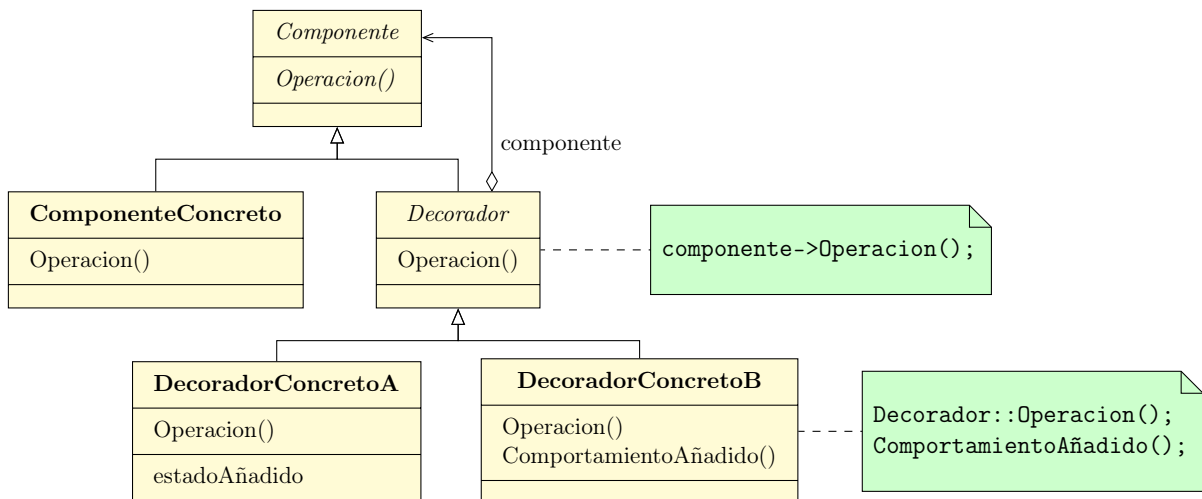 Componente
Operacion()
componente
ComponenteConcreto
Operacion()
Decorador
Operacion()
componente->Operacion();
DecoradorConcretoA
Operacion()
estadoAñadido
DecoradorConcretoB
Operacion()
ComportamientoAñadido()
Decorador::Operacion();
ComportamientoAñadido();